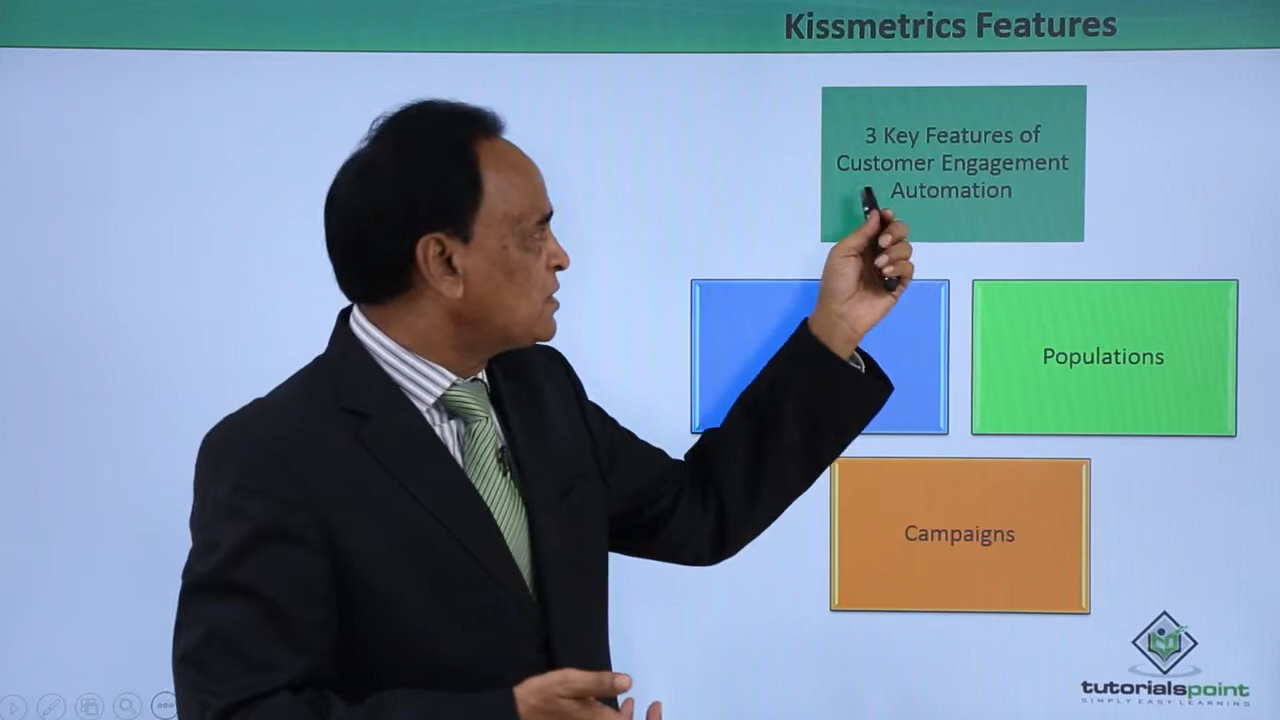 Kissmetrics Features
3 Key Features of
Customer Engagement
Automation
Populations
Campaigns
tutorialspoint
SIMPLY EASY LEARNING